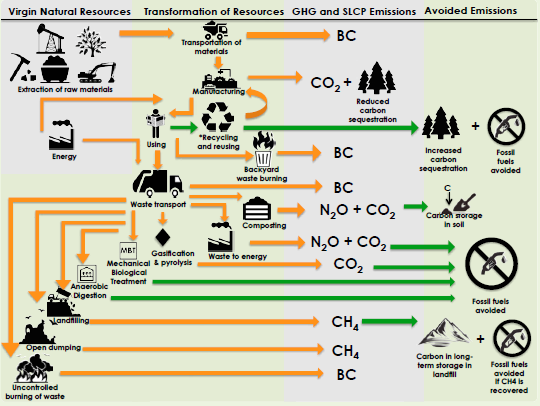 Virgin Natural Resources
Transformation of Resources
GHG and SLCP Emissions
Avoided Emissions
Transportation of
materials
BC
Extraction of raw materials
Manufacturing
CO2 +
Reduced
carbon
sequestration
Energy
Using
*Recycling
and reusing
Increased
carbon
sequestration
+
Fossil
fuels
avoided
Backyard
waste burning
BC
Waste transport
BC
Composting
N2O + CO2
C
Carbon storage
in soil
MBT
Mechanical
Biological
Treatment
Gasification
& pyrolysis
Waste to energy
N2O + CO2
CO2
Anaerobic
Digestion
Fossil fuels
avoided
Landfilling
CH4
Open dumping
CH4
Carbon in long-
term storage in
landfill
+
Fossil
fuels
avoided
if CH4 is
recovered
Uncontrolled
burning of waste
BC